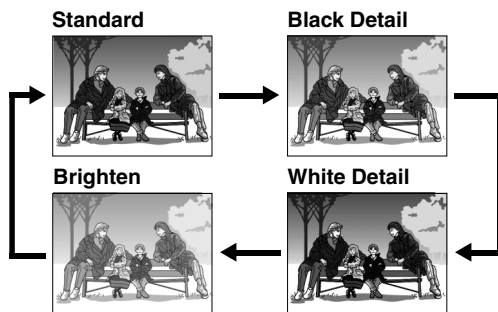 Standard
Black Detail
Brighten
White Detail